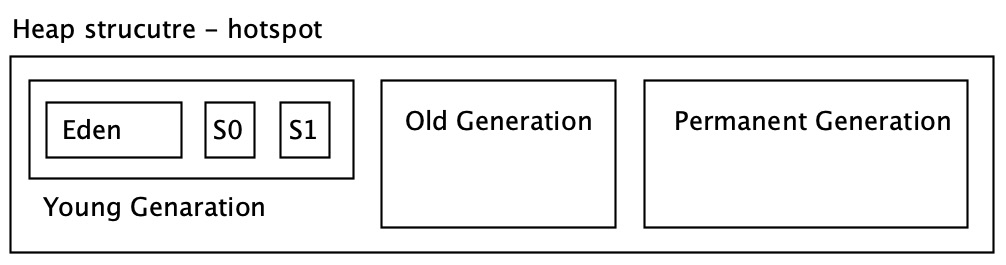 Heap strucutre - hotspot
Eden
S0
S1
Old Generation
Permanent Generation
Young Genaration